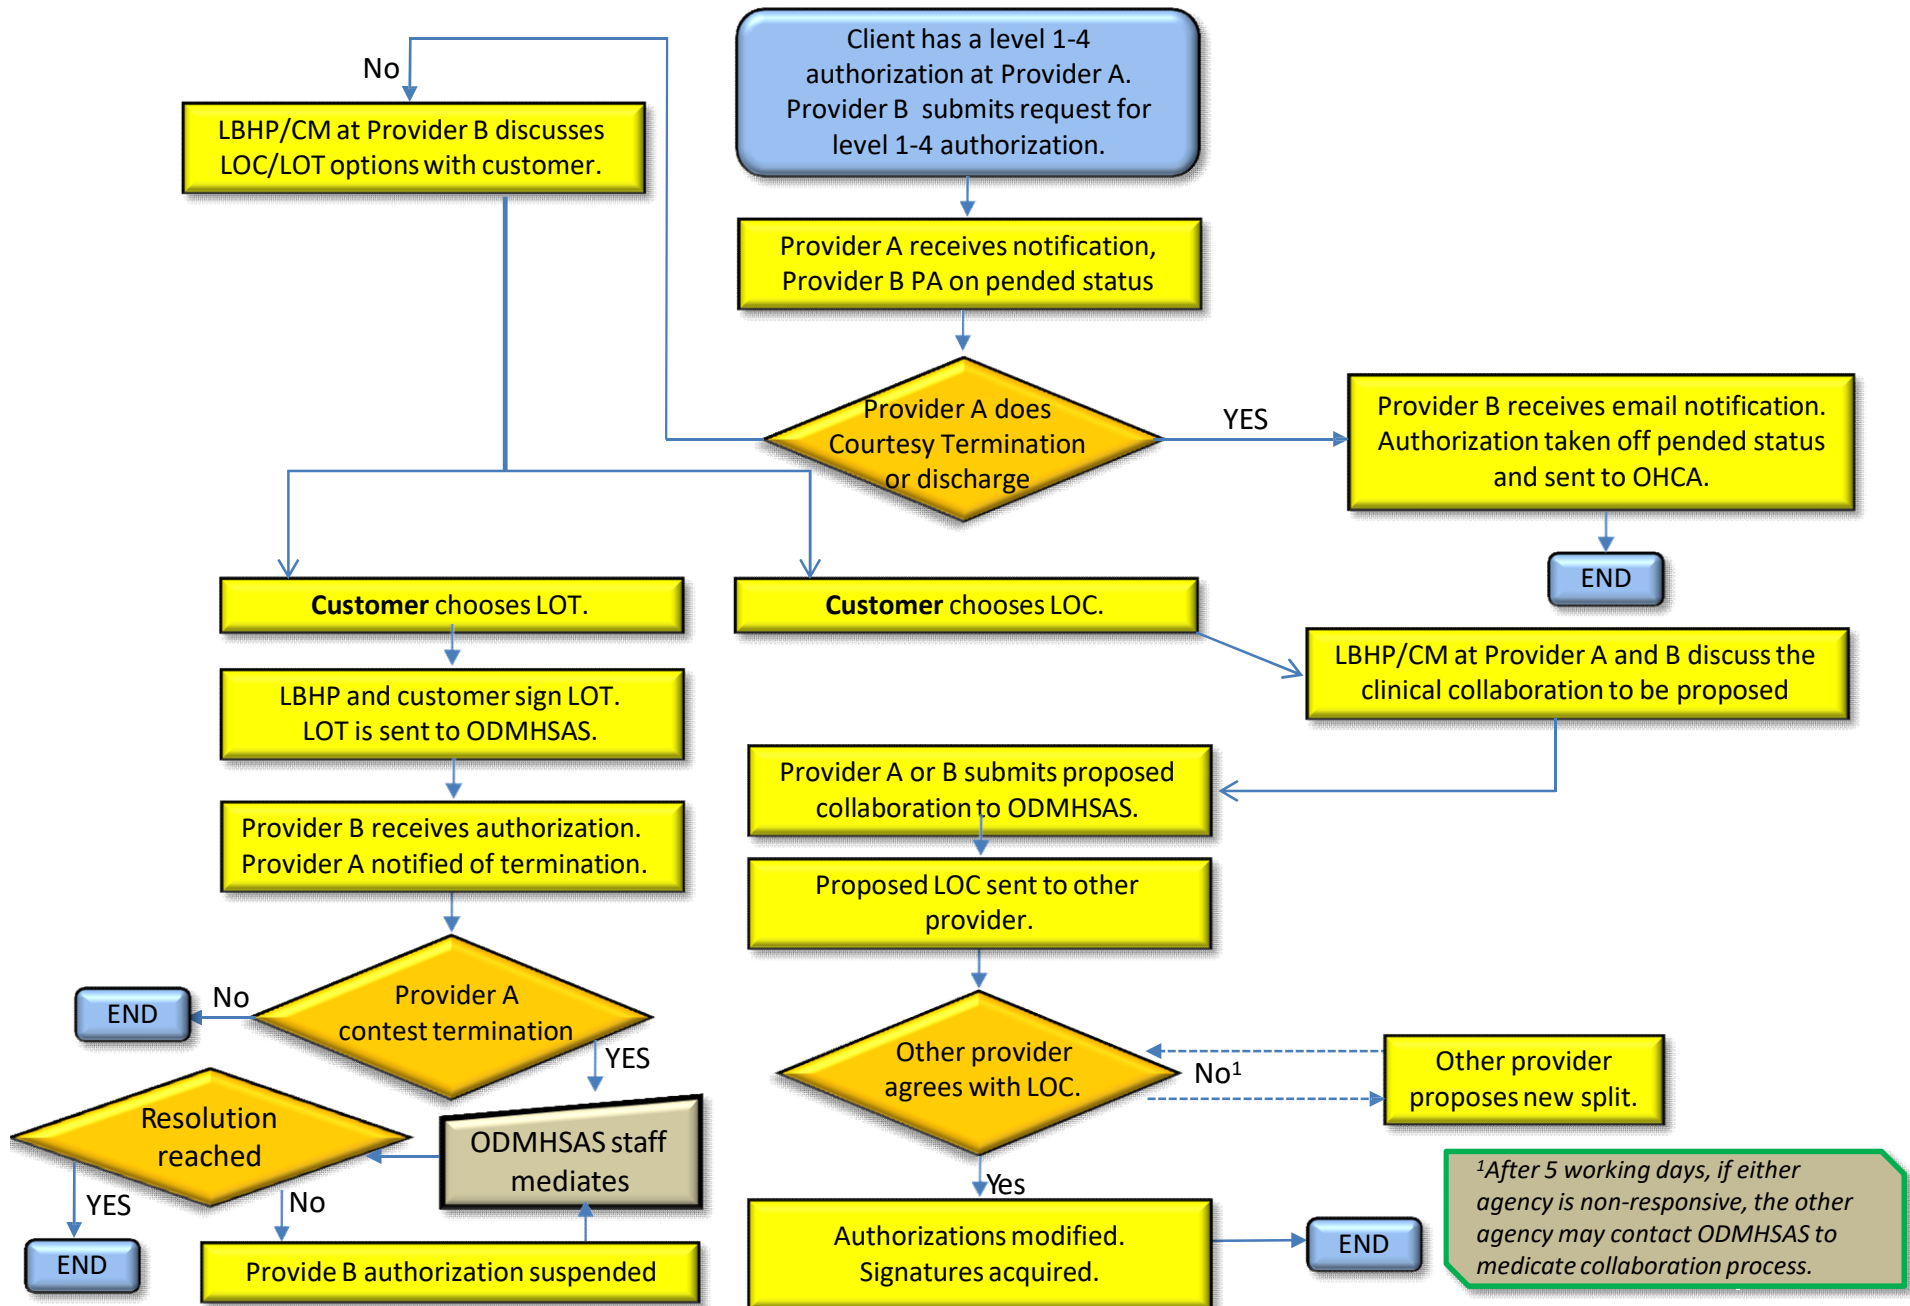 Client has a level 1-4
authorization at Provider A.
Provider B submits request for
level 1-4 authorization.
No
LBHP/CM at Provider B discusses
LOC/LOT options with customer.
Provider A receives notification,
Provider B PA on pended status
Provider A does
Courtesy Termination
or discharge
YES
Provider B receives email notification.
Authorization taken off pended status
and sent to OHCA.
END
Customer chooses LOT.
Customer chooses LOC.
LBHP/CM at Provider A and B discuss the
clinical collaboration to be proposed
LBHP and customer sign LOT.
LOT is sent to ODMHSAS.
Provider A or B submits proposed
collaboration to ODMHSAS.
Provider B receives authorization.
Provider A notified of termination.
Proposed LOC sent to other
provider.
Provider A
contest termination
No
END
YES
Other provider
agrees with LOC.
No¹
Other provider
proposes new split.
ODMHSAS staff
mediates
Resolution
reached
YES
END
No
Provide B authorization suspended
Yes
Authorizations modified.
Signatures acquired.
END
¹After 5 working days, if either
agency is non-responsive, the other
agency may contact ODMHSAS to
medicate collaboration process.